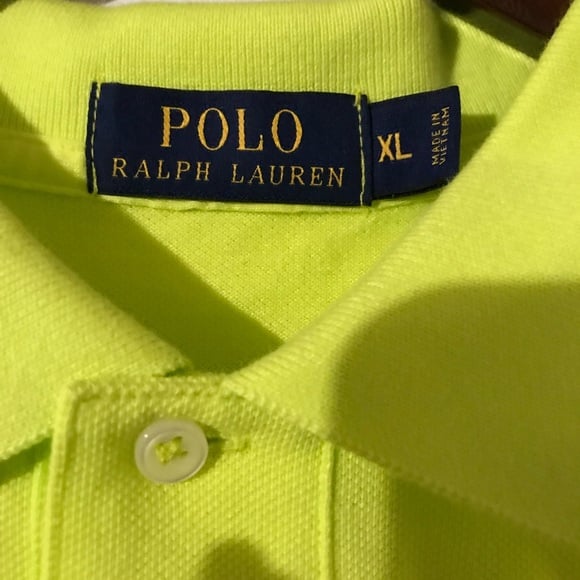 POLO
RALPH LAUREN
XL
MADE IN
VIETNAM